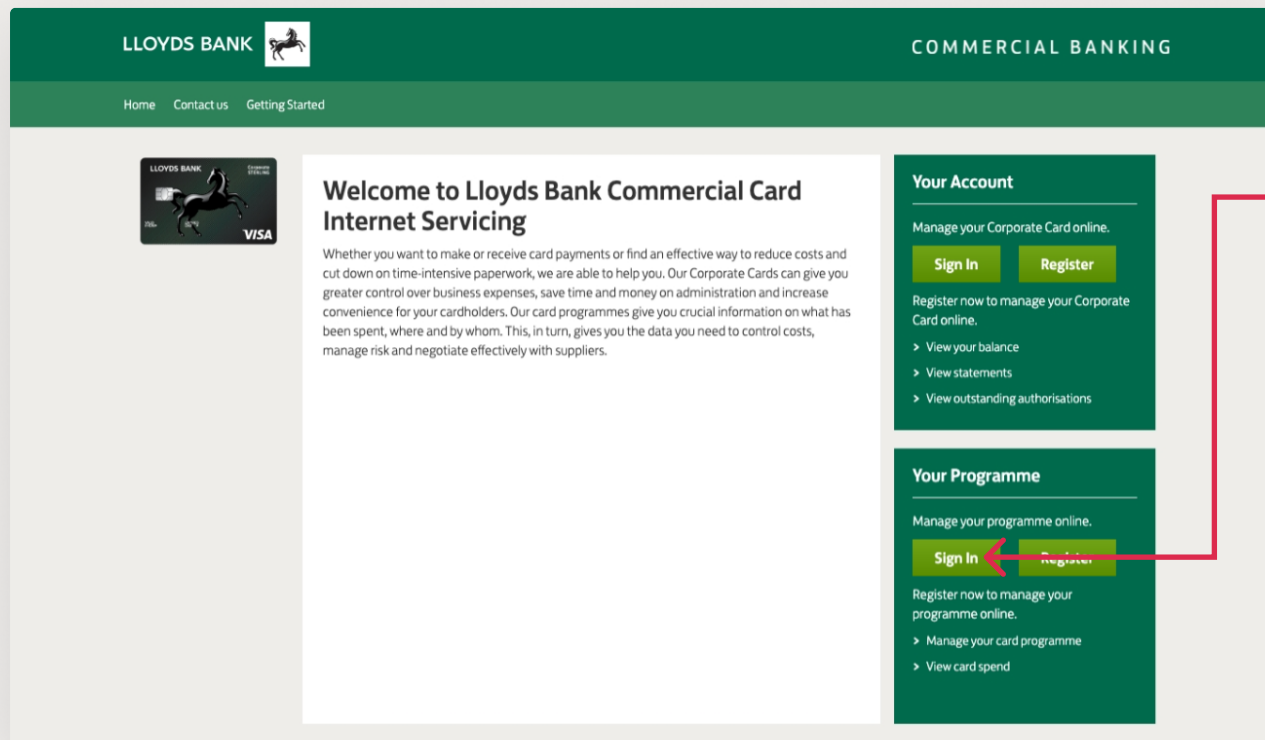 LLOYDS BANK
COMMERCIAL BANKING
Home Contact us Getting Started
LLOYDS BANK
Corporate
STERLING
VISA
Welcome to Lloyds Bank Commercial Card
Internet Servicing
Whether you want to make or receive card payments or find an effective way to reduce costs and
cut down on time-intensive paperwork, we are able to help you. Our Corporate Cards can give you
greater control over business expenses, save time and money on administration and increase
convenience for your cardholders. Our card programmes give you crucial information on what has
been spent, where and by whom. This, in turn, gives you the data you need to control costs,
manage risk and negotiate effectively with suppliers.
Your Account
Manage your Corporate Card online.
Sign In Register
Register now to manage your Corporate
Card online.
> View your balance
> View statements
> View outstanding authorisations
Your Programme
Manage your programme online.
Sign In Register
Register now to manage your
programme online.
> Manage your card programme
> View card spend